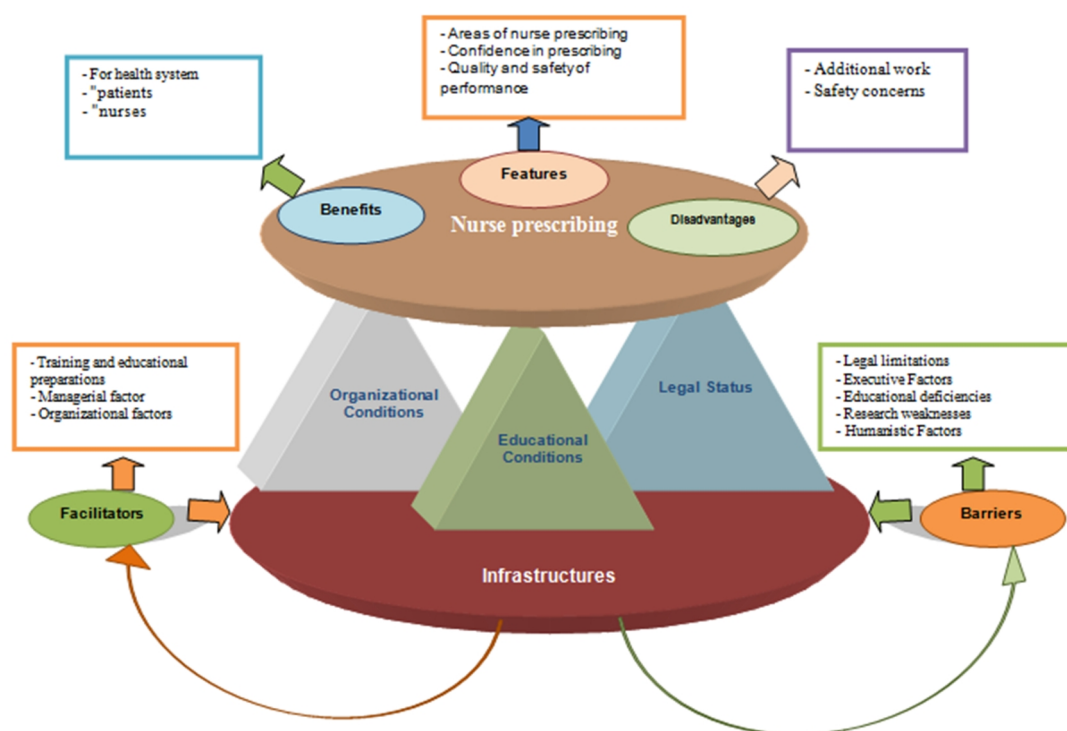 - Areas of nurse prescribing
- Confidence in prescribing
- Quality and safety of
performance
- For health system
- "patients
- "nurses
- Additional work
- Safety concerns
Features
Benefits
Disadvantages
Nurse prescribing
- Training and educational
preparations
- Managerial factor
- Organizational factors
- Legal limitations
- Executive Factors
- Educational deficiencies
- Research weaknesses
- Humanistic Factors
Organizational
Conditions
Legal Status
Educational
Conditions
Facilitators
Barriers
Infrastructures